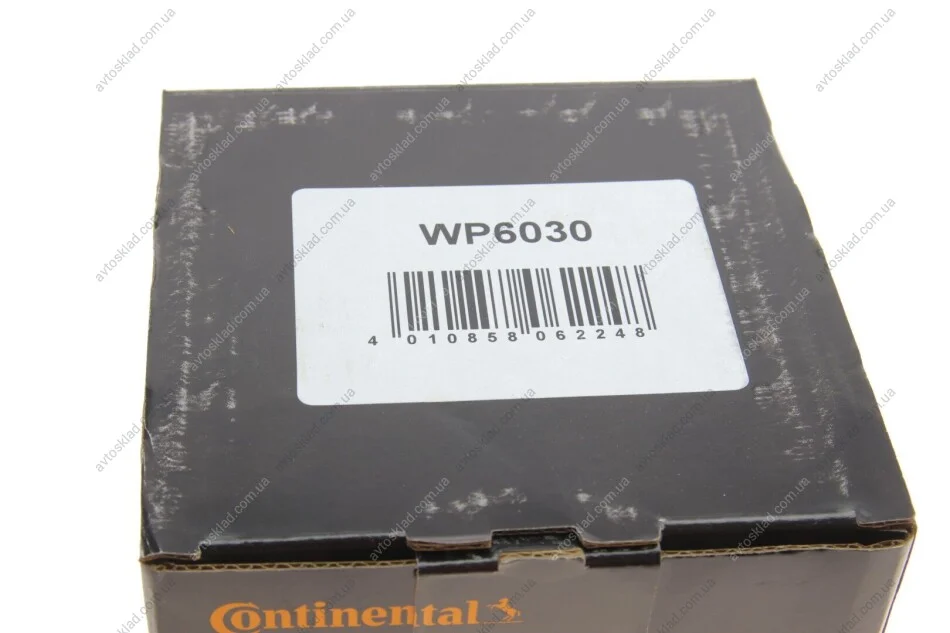 WP6030
4 010858 062248
Continental
avtosklad.com.ua